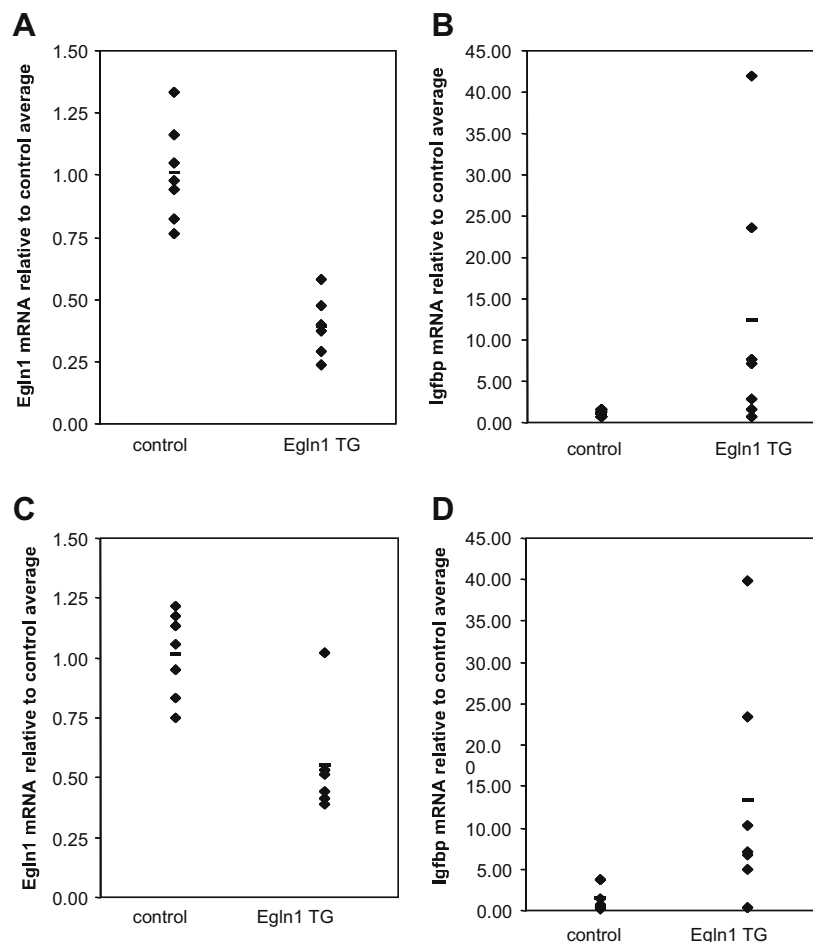 A
Egln1 mRNA relative to control average
1.50
1.25
1.00
0.75
0.50
0.25
0.00
control
Egln1 TG
B
Igfbp mRNA relative to control average
45.00
40.00
35.00
30.00
25.00
20.00
15.00
10.00
5.00
0.00
control
Egln1 TG
C
Egln1 mRNA relative to control average
1.50
1.25
1.00
0.75
0.50
0.25
0.00
control
Egln1 TG
D
Igfbp mRNA relative to control average
45.00
40.00
35.00
30.00
25.00
20.0
0
15.00
10.00
5.00
0.00
control
Egln1 TG